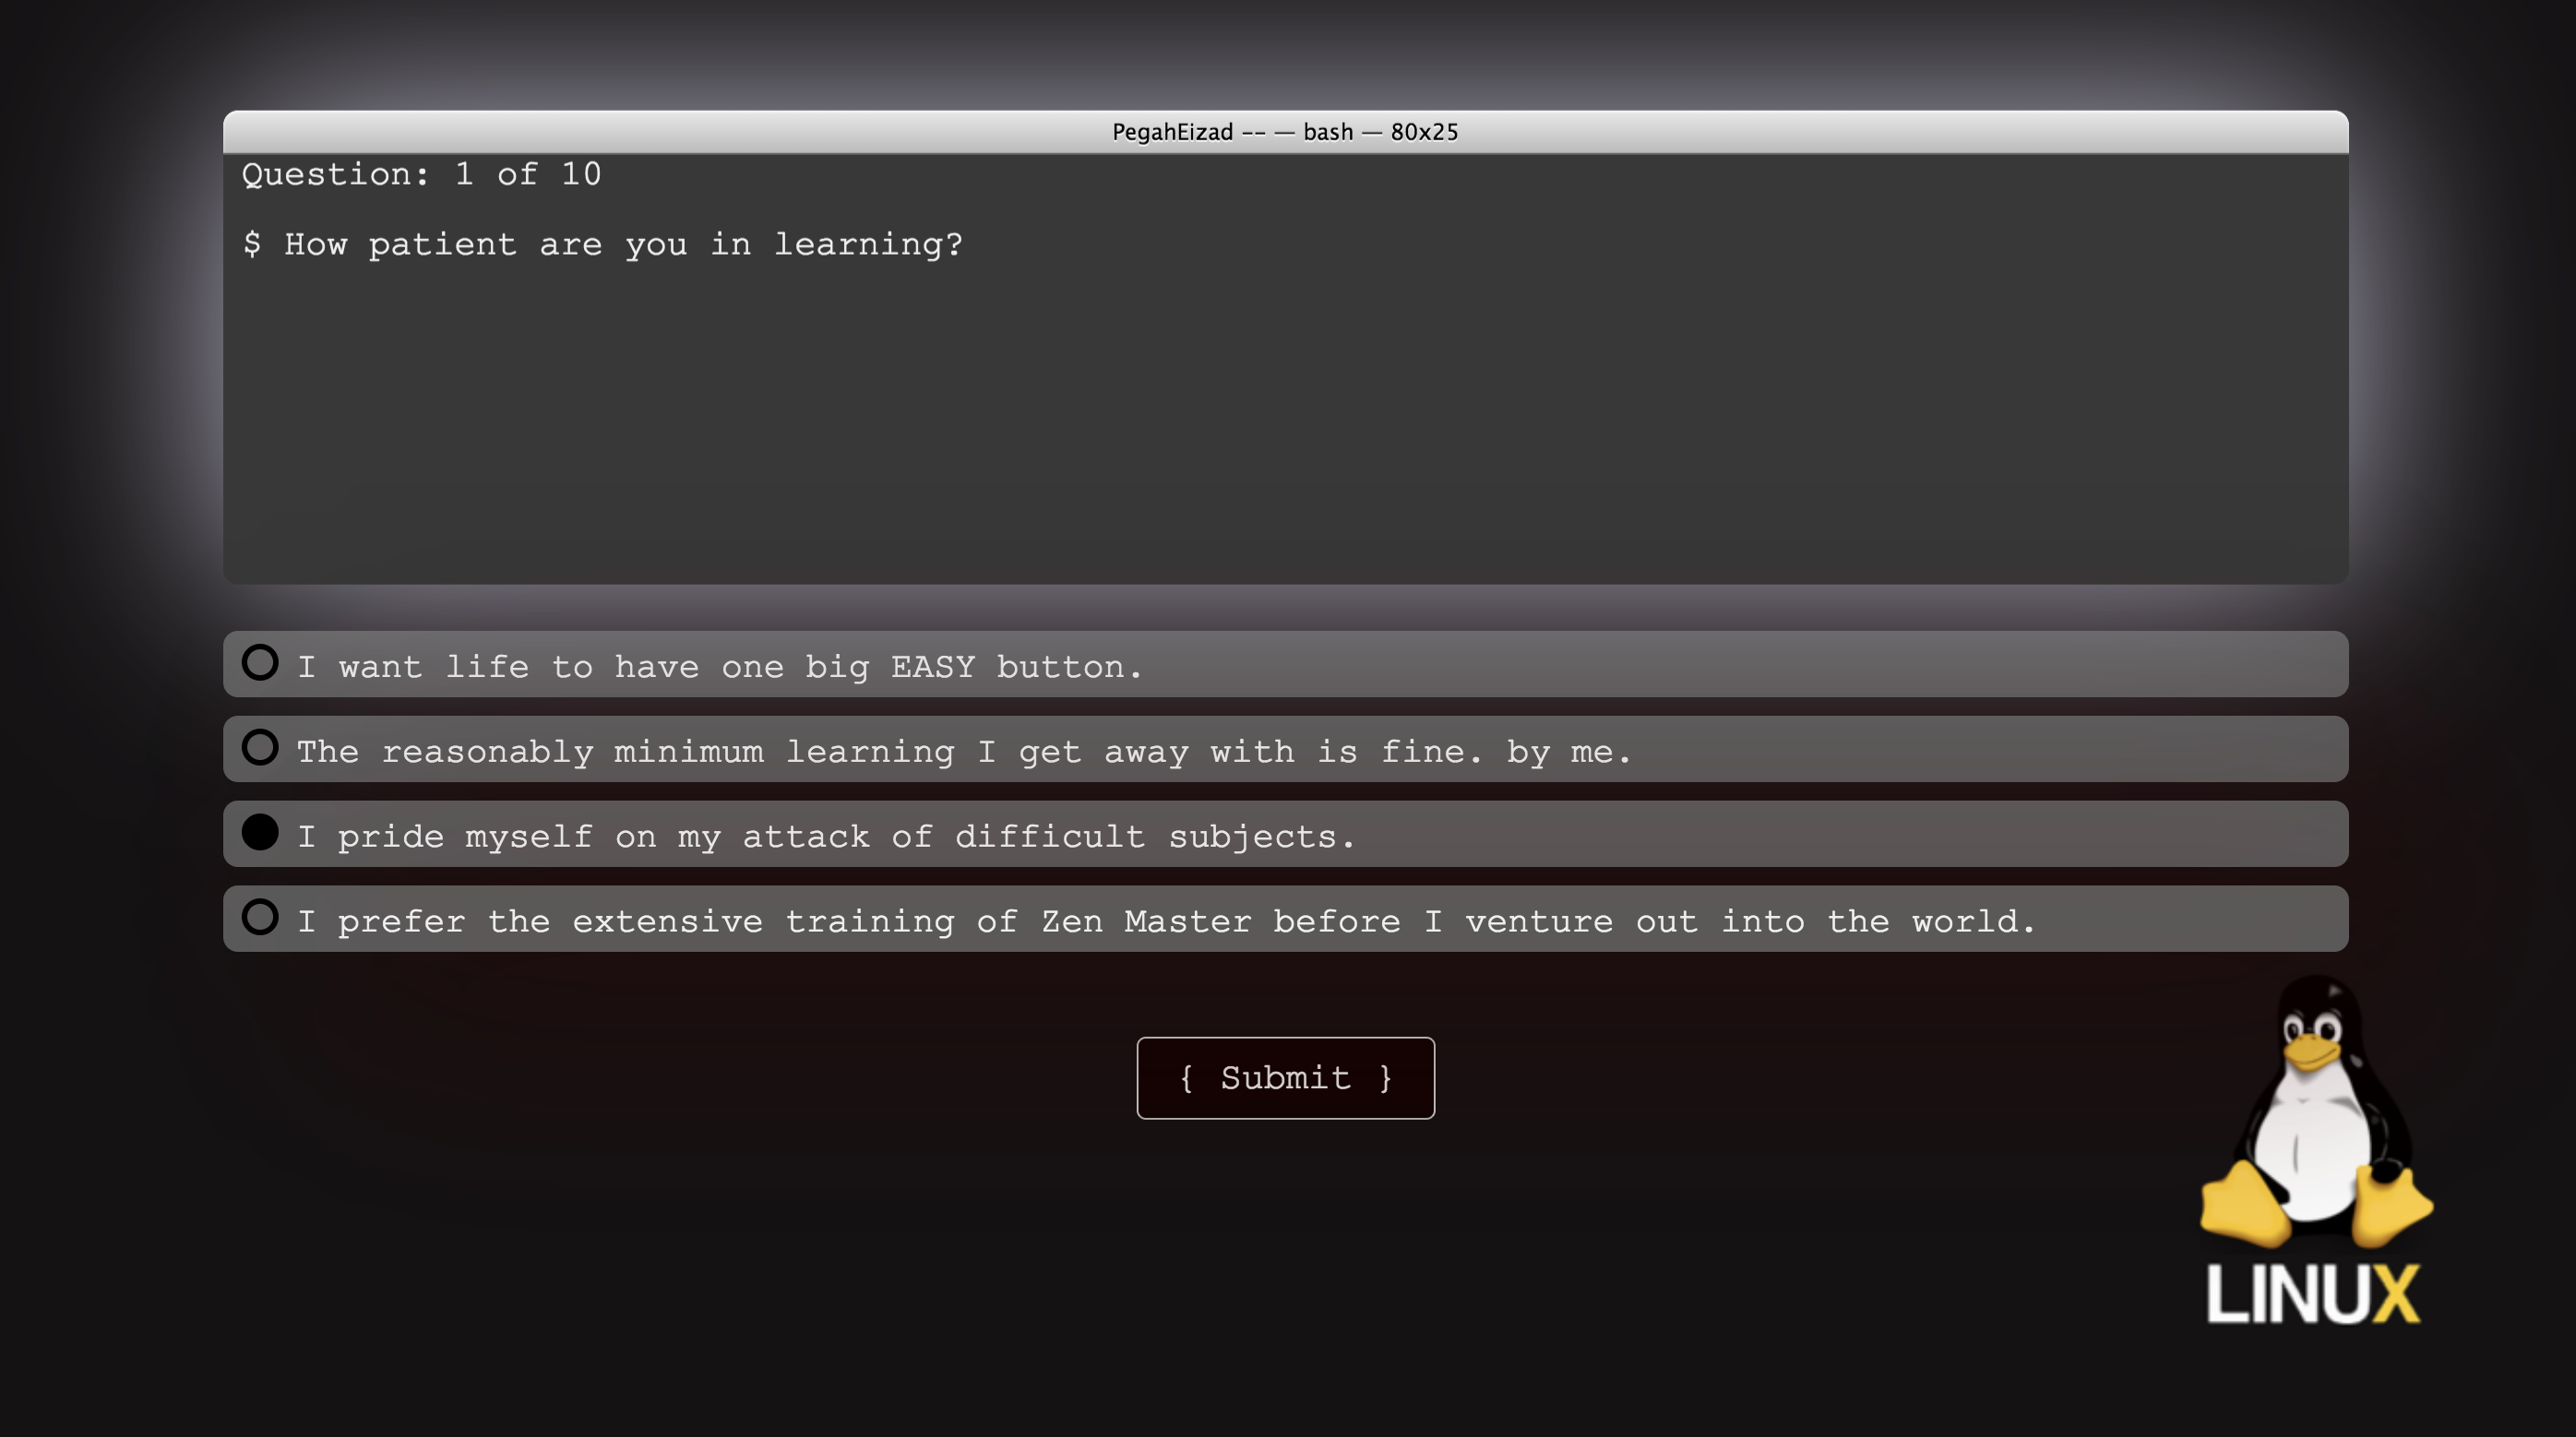 PegahEizad -- — bash — 80x25
Question: 1 of 10
$ How patient are you in learning?
I want life to have one big EASY button.
The reasonably minimum learning I get away with is fine. by me.
I pride myself on my attack of difficult subjects.
I prefer the extensive training of Zen Master before I venture out into the world.
{ Submit }
LINUX